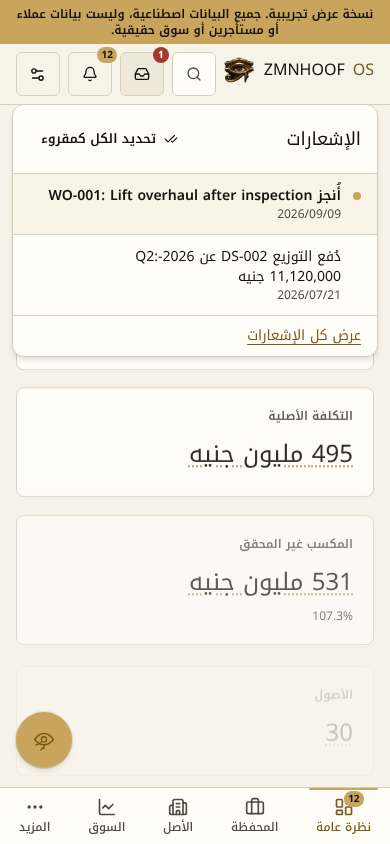 نسخة عرض تجريبية. جميع البيانات اصطناعية، وليست بيانات عملاء
أو مستأجرين أو سوق حقيقية.
ZMNHOOF OS
1
12
الإشعارات
تحديد الكل كمقروء
أُنجز WO-001: Lift overhaul after inspection
2026/09/09
دُفع التوزيع DS-002 عن 2026-Q2:
11,120,000 جنيه
2026/07/21
عرض كل الإشعارات
التكلفة الأصلية
495 مليون جنيه
المكسب غير المحقق
531 مليون جنيه
107.3%
الأصول
30
12
نظرة عامة
المحفظة
الأصل
السوق
المزيد